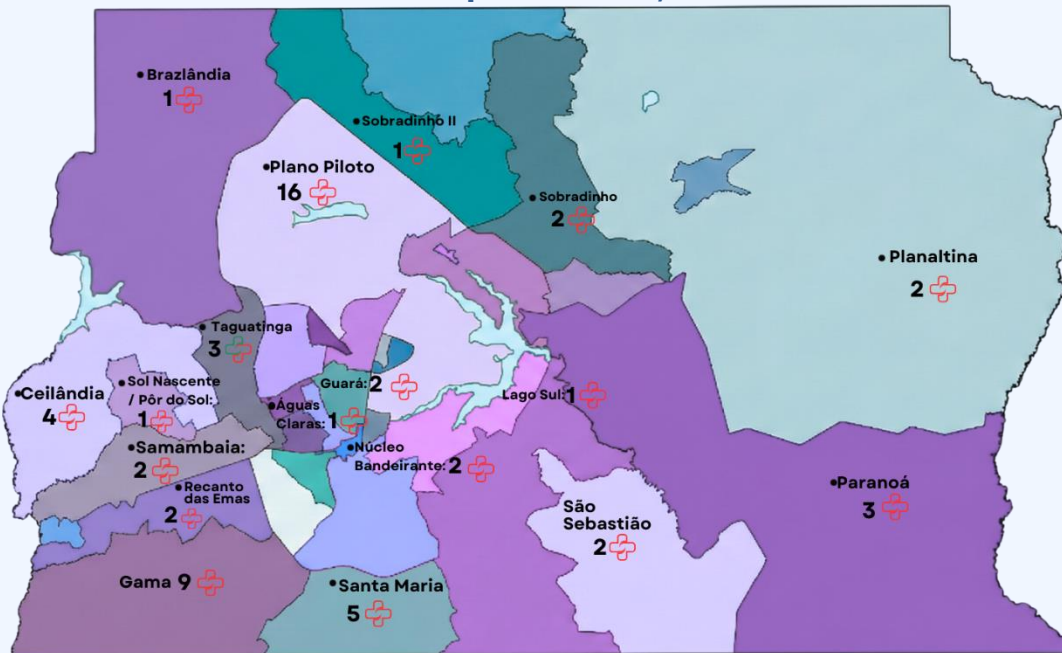 Brazlândia
1
Sobradinho II
1
Plano Piloto
16
Sobradinho
2
Planaltina
2
Taguatinga
3
Ceilândia
4
Sol Nascente
/ Pôr do Sol:
1
Guará: 2
Águas
Claras: 1
Lago Sul: 1
Samambaia:
2
Núcleo
Bandeirante: 2
Recanto
das Emas
2
Paranoá
3
São
Sebastião
2
Gama 9
Santa Maria
5